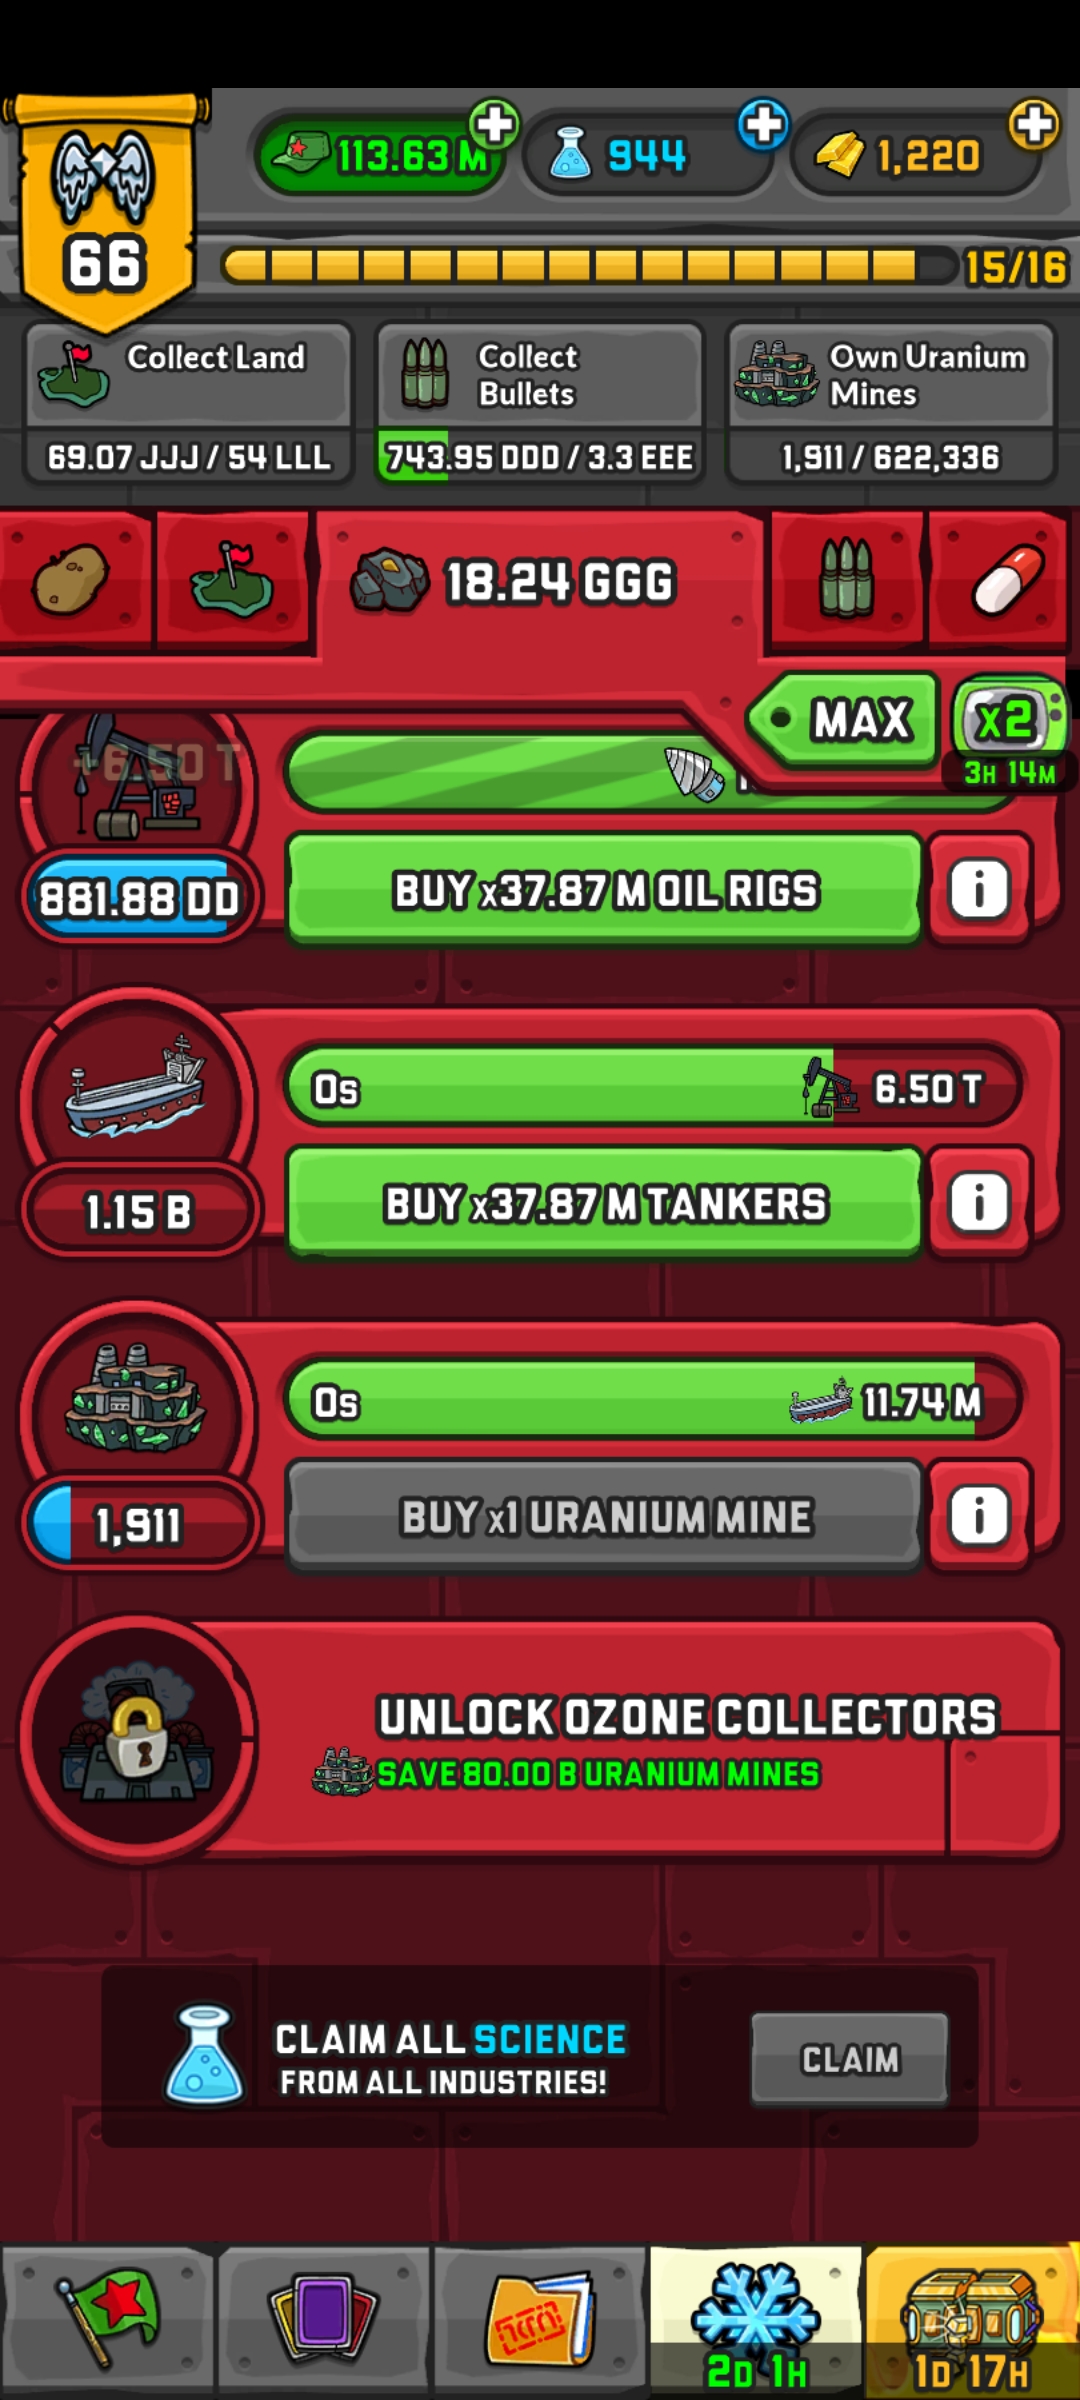 113.63 M
944
1,220
66
15/16
Collect Land
69.07 JJJ / 54 LLL
Collect
Bullets
743.95 DDD / 3.3 EEE
Own Uranium
Mines
1,911 / 622,336
18.24 GGG
MAX
x2
3H 14M
+6.50 T
881.88 DD
BUY x37.87 M OIL RIGS
i
0s
6.50 T
1.15 B
BUY x37.87 M TANKERS
i
0s
11.74 M
1,911
BUY x1 URANIUM MINE
i
UNLOCK OZONE COLLECTORS
SAVE 80.00 B URANIUM MINES
CLAIM ALL SCIENCE
FROM ALL INDUSTRIES!
CLAIM
2D 1H
1D 17H